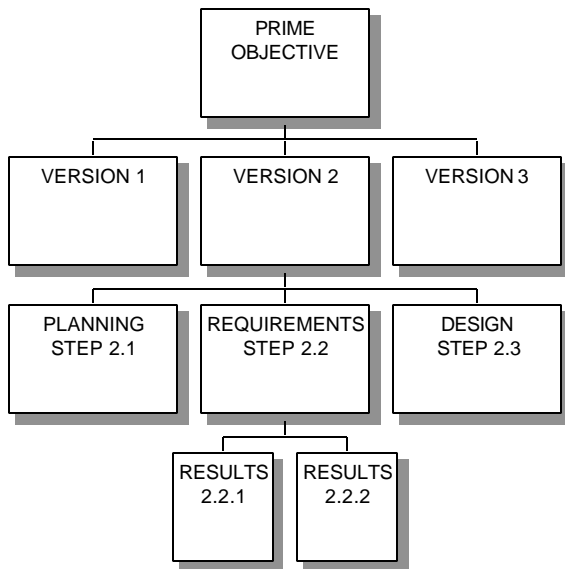 PRIME
OBJECTIVE
VERSION 1
VERSION 2
VERSION 3
PLANNING
STEP 2.1
REQUIREMENTS
STEP 2.2
DESIGN
STEP 2.3
RESULTS
2.2.1
RESULTS
2.2.2